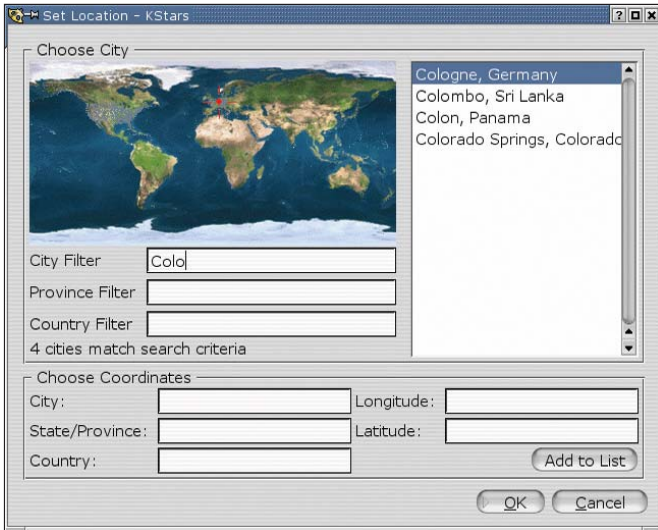 Set Location - KStars
Choose City
Cologne, Germany
Colombo, Sri Lanka
Colon, Panama
Colorado Springs, Colorado
City Filter Colo
Province Filter
Country Filter
4 cities match search criteria
Choose Coordinates
City: Longitude:
State/Province: Latitude:
Country: Add to List
OK Cancel